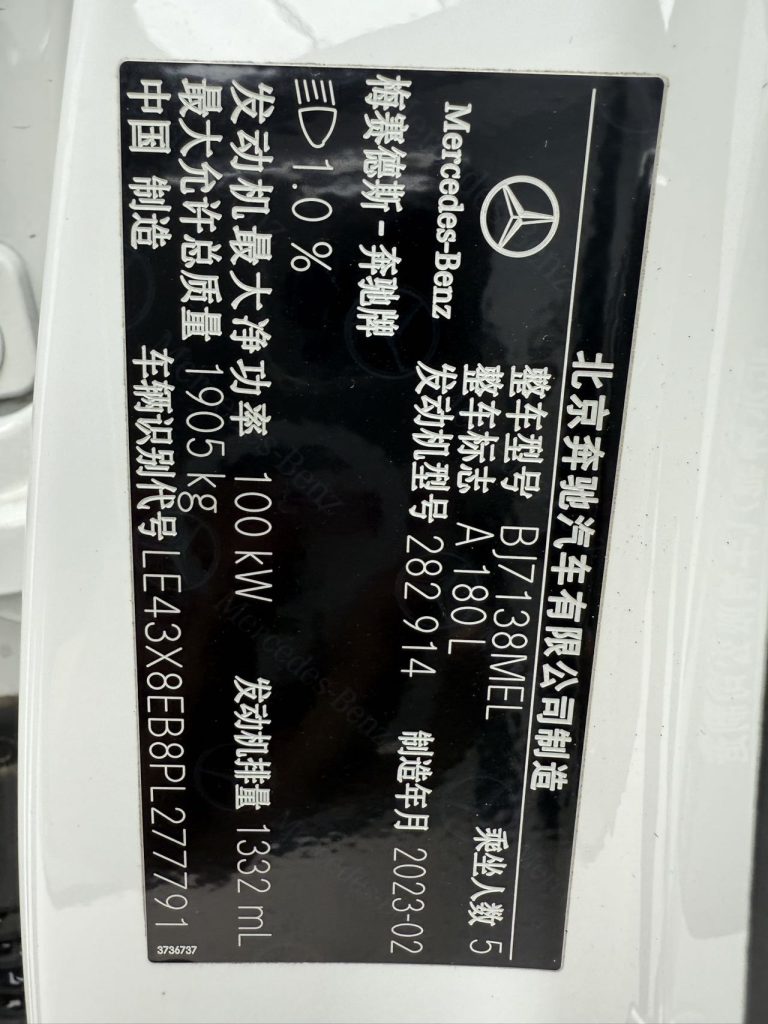 北京奔驰汽车有限公司制造
Mercedes-Benz
梅赛德斯-奔驰牌
整车型号 BJ7138MEL
整车标志 A 180 L 乘坐人数 5
发动机型号 282 914 制造年月 2023-02
1.0 %
发动机最大净功率 100 kW 发动机排量 1332 mL
最大允许总质量 1905 kg
中国 制造 车辆识别代号 LE43X8EB8PL277791
3736737